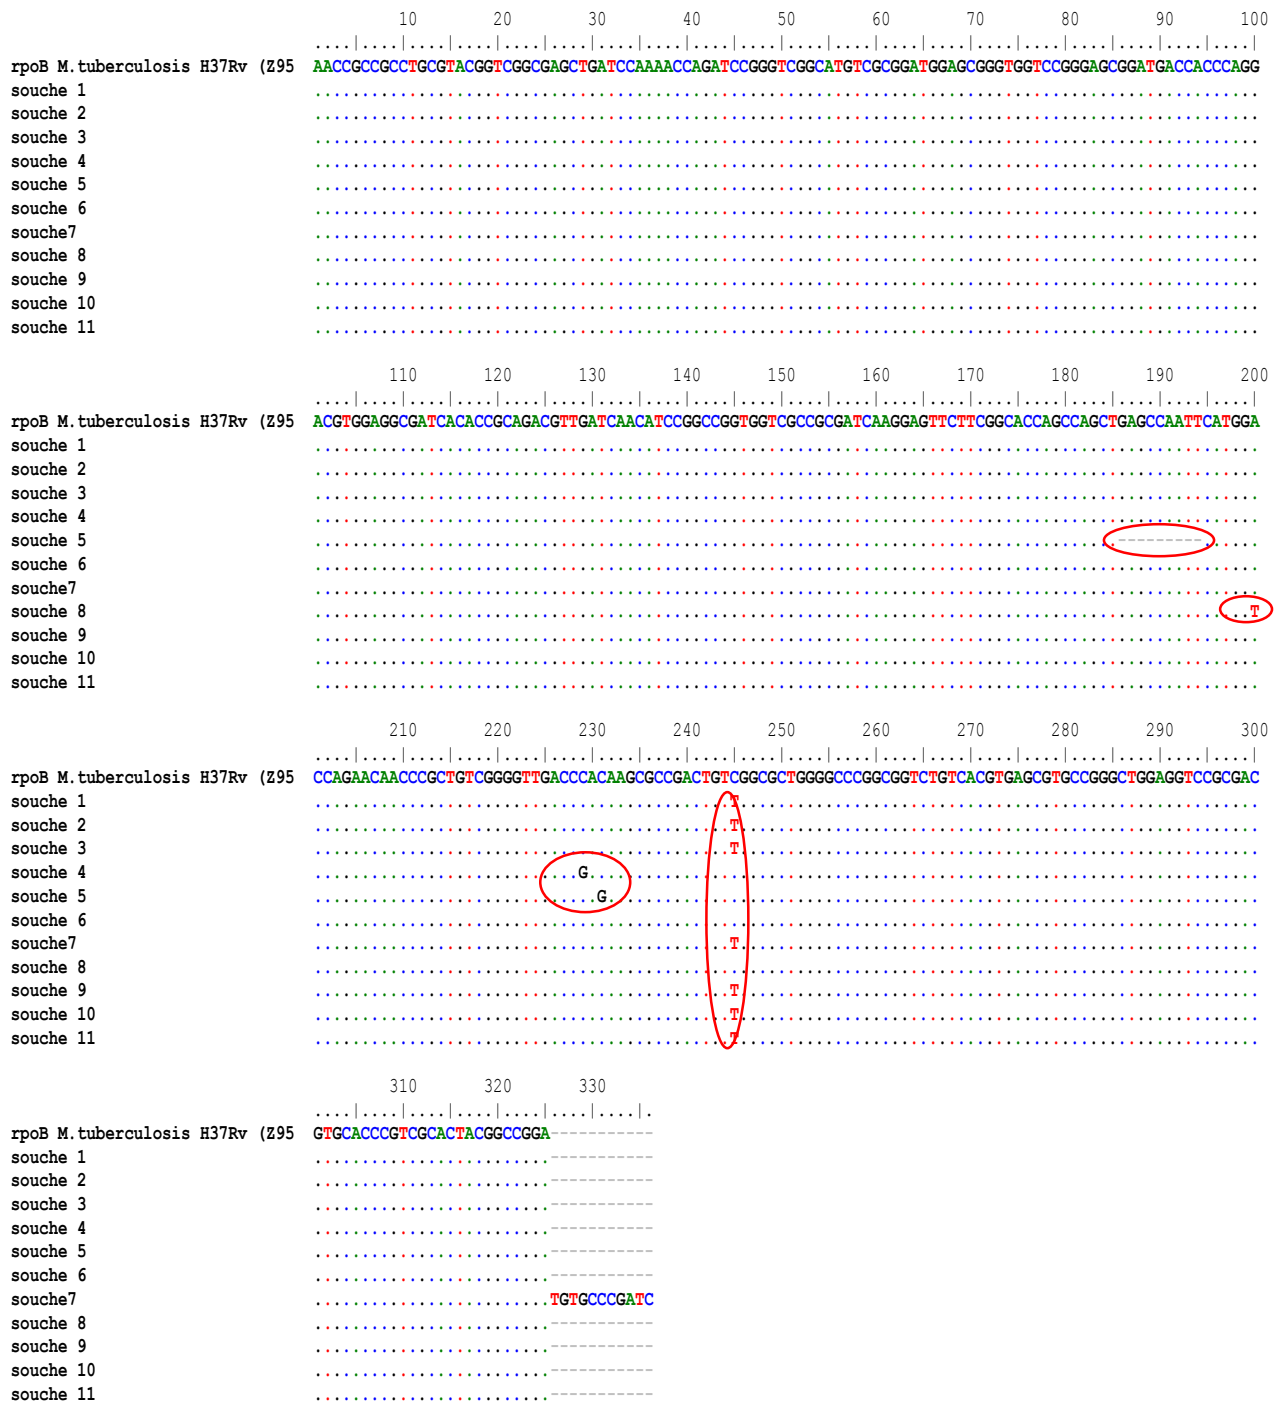 10 20 30 40 50 60 70 80 90 100
rpoB M.tuberculosis H37Rv (Z95 AACCGCCGCCTGCGTACGGTCGGCGAGCTGATCCAAAACCAGATCCGGGTCGGCATGTCGCGGATGGAGCGGGTGGTCCGGGAGCGGATGACCACCCAGG
souche 1
souche 2
souche 3
souche 4
souche 5
souche 6
souche7
souche 8
souche 9
souche 10
souche 11
110 120 130 140 150 160 170 180 190 200
rpoB M.tuberculosis H37Rv (Z95 ACGTGGAGGCGATCACACCGCAGACGTTGATCAACATCCGGCCGGTGGTCGCCGCGATCAAGGAGTTCTTCGGCACCAGCCAGCTGAGCCAATTCATGGA
souche 1
souche 2
souche 3
souche 4
souche 5 ---------
souche 6
souche7
souche 8 T
souche 9
souche 10
souche 11
210 220 230 240 250 260 270 280 290 300
rpoB M.tuberculosis H37Rv (Z95 CCAGAACAACCCGCTGTCGGGGTTGACCCACAAGCGCCGACTGTCGGCGCTGGGGCCCGGCGGTCTGTCACGTGAGCGTGCCGGGCTGGAGGTCCGCGAC
souche 1 T
souche 2 T
souche 3 T
souche 4 G
souche 5 G
souche 6
souche7 T
souche 8
souche 9 T
souche 10 T
souche 11 T
310 320 330
rpoB M.tuberculosis H37Rv (Z95 GTGCACCCGTCGCACTACGGCCGGA-----------
souche 1 -----------
souche 2 -----------
souche 3 -----------
souche 4 -----------
souche 5 -----------
souche 6 -----------
souche7 TGTGCCCGATC
souche 8 -----------
souche 9 -----------
souche 10 -----------
souche 11 -----------